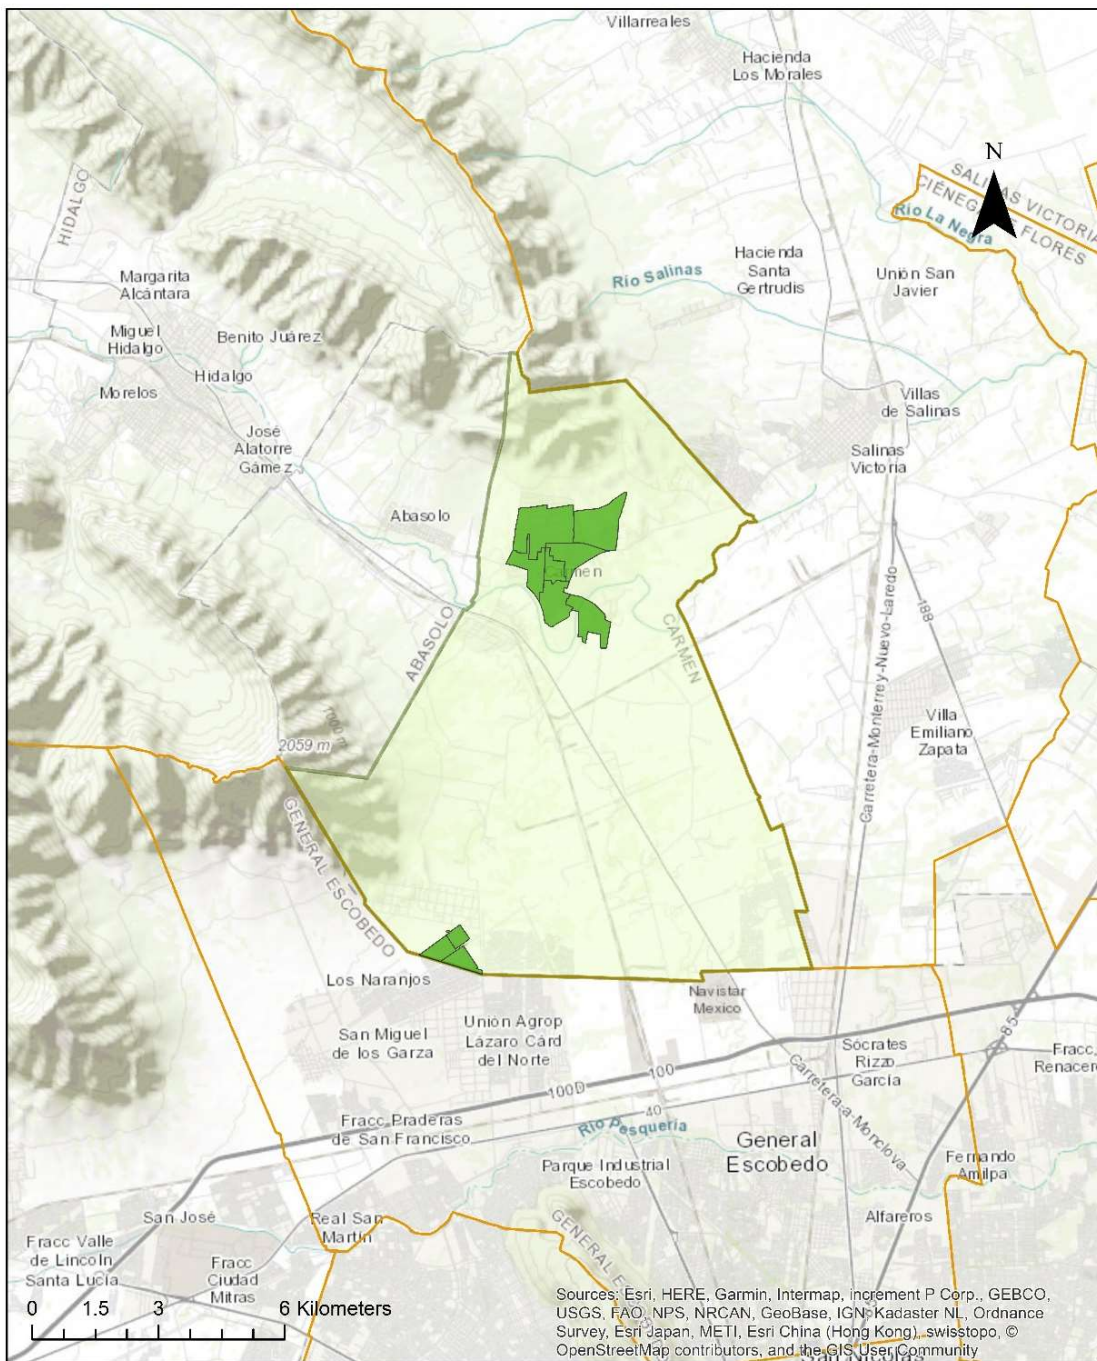 Villarreales
Hacienda
Los Morales
N
SALINAS VICTORIA
CIÉNEGA DE FLORES
Río La Negra
HIDALGO
Hacienda
Santa
Gertrudis
Río Salinas
Unión San
Javier
Margarita
Alcántara
Miguel
Hidalgo
Benito Juárez
Hidalgo
Morelos
Villas
de Salinas
José
Alatorre
Gámez
Salinas
Victoria
Abasolo
Carmen
CARMEN
ABASOLO
188
Carretera-Monterrey-Nuevo-Laredo
Villa
Emiliano
Zapata
2059 m
GENERAL ESCOBEDO
Los Naranjos
Navistar
Mexico
San Miguel
de los Garza
Unión Agrop
Lázaro Cárd
del Norte
85
Sócrates
Rizzo
García
Fracc
Renacer
100D
100
40
Carretera-a-Monclova
Fracc Praderas
de San Francisco
Río Pesquería
General
Escobedo
Parque Industrial
Escobedo
Fernando
Amilpa
San José
Real San
Martín
Alfareros
Fracc Valle
de Lincoln
Santa Lucía
Fracc
Ciudad
Mitras
GENERAL ESCOBEDO
0 1.5 3 6 Kilometers
Sources: Esri, HERE, Garmin, Intermap, increment P Corp., GEBCO,
USGS, FAO, NPS, NRCAN, GeoBase, IGN, Kadaster NL, Ordnance
Survey, Esri Japan, METI, Esri China (Hong Kong), swisstopo, ©
OpenStreetMap contributors, and the GIS User Community
San Nicolás